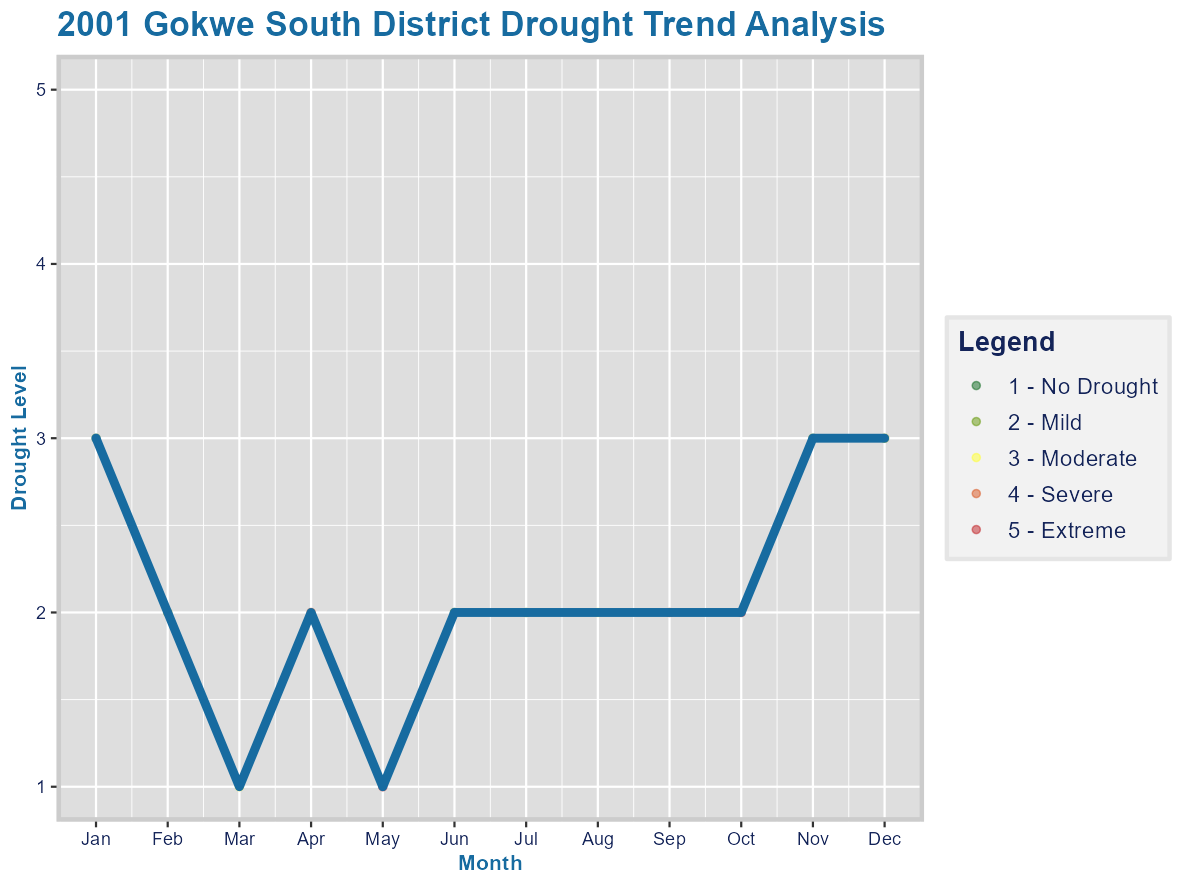 2001 Gokwe South District Drought Trend Analysis
Drought Level
5
4
3
2
1
Jan Feb Mar Apr May Jun Jul Aug Sep Oct Nov Dec
Month
Legend
1 - No Drought
2 - Mild
3 - Moderate
4 - Severe
5 - Extreme